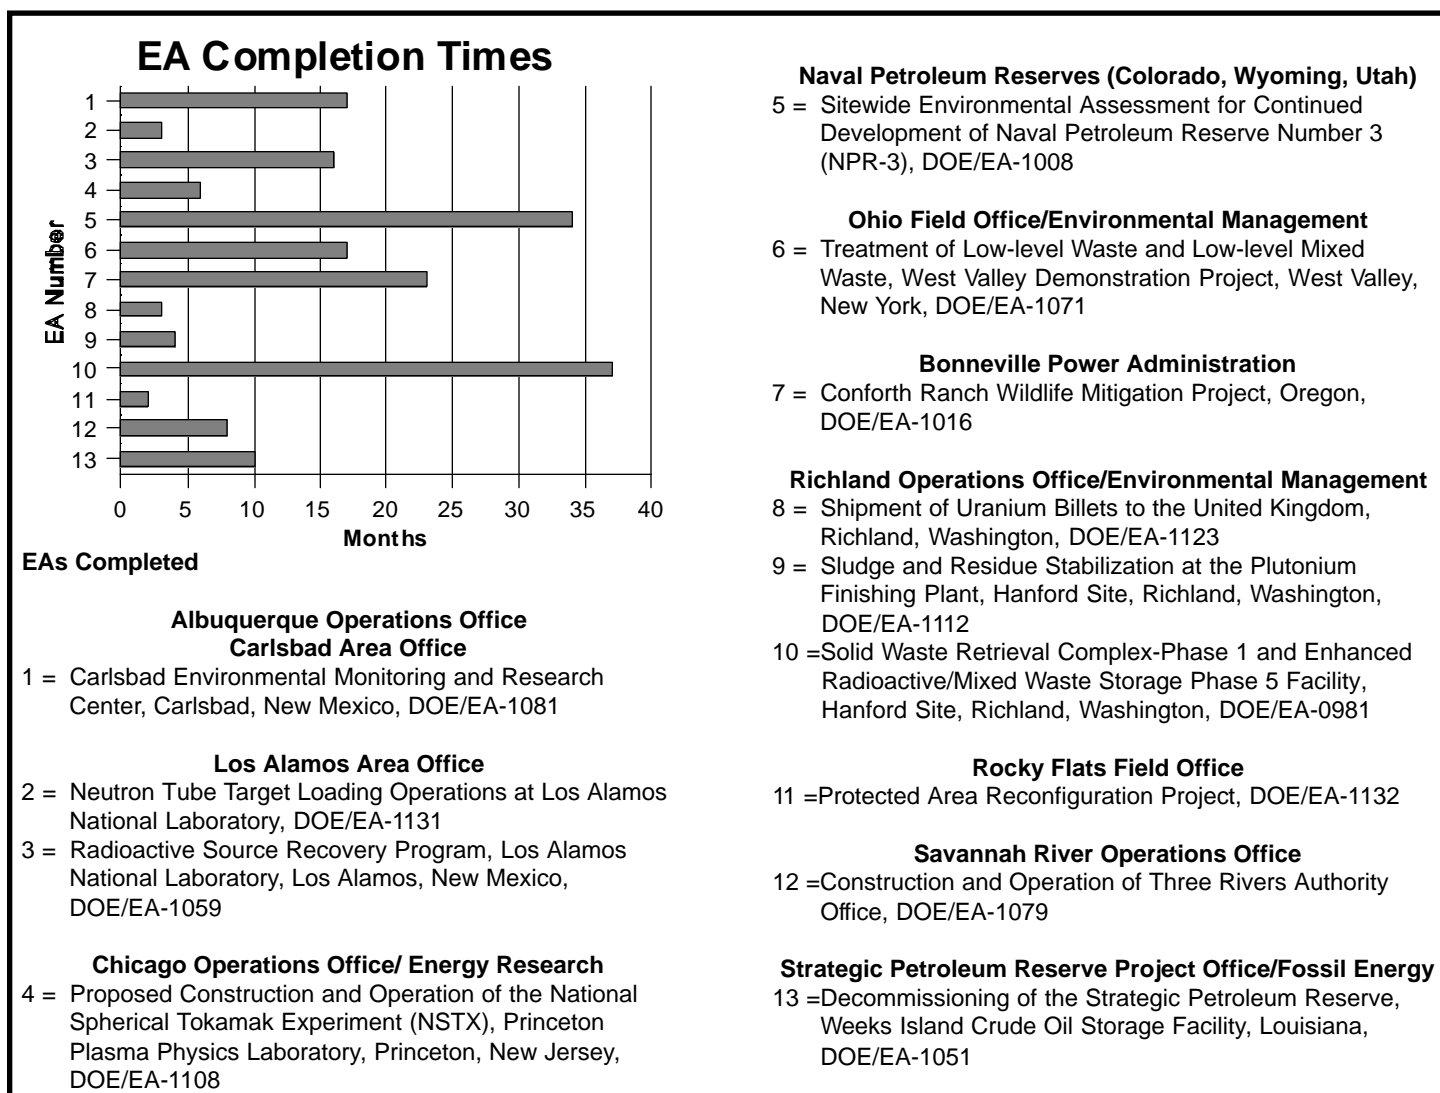 EA Completion Times
EA Number
1
2
3
4
5
6
7
8
9
10
11
12
13
0 5 10 15 20 25 30 35 40
Months
EAs Completed
Albuquerque Operations Office
Carlsbad Area Office
1 = Carlsbad Environmental Monitoring and Research
Center, Carlsbad, New Mexico, DOE/EA-1081
Los Alamos Area Office
2 = Neutron Tube Target Loading Operations at Los Alamos
National Laboratory, DOE/EA-1131
3 = Radioactive Source Recovery Program, Los Alamos
National Laboratory, Los Alamos, New Mexico,
DOE/EA-1059
Chicago Operations Office/ Energy Research
4 = Proposed Construction and Operation of the National
Spherical Tokamak Experiment (NSTX), Princeton
Plasma Physics Laboratory, Princeton, New Jersey,
DOE/EA-1108
Naval Petroleum Reserves (Colorado, Wyoming, Utah)
5 = Sitewide Environmental Assessment for Continued
Development of Naval Petroleum Reserve Number 3
(NPR-3), DOE/EA-1008
Ohio Field Office/Environmental Management
6 = Treatment of Low-level Waste and Low-level Mixed
Waste, West Valley Demonstration Project, West Valley,
New York, DOE/EA-1071
Bonneville Power Administration
7 = Conforth Ranch Wildlife Mitigation Project, Oregon,
DOE/EA-1016
Richland Operations Office/Environmental Management
8 = Shipment of Uranium Billets to the United Kingdom,
Richland, Washington, DOE/EA-1123
9 = Sludge and Residue Stabilization at the Plutonium
Finishing Plant, Hanford Site, Richland, Washington,
DOE/EA-1112
10 =Solid Waste Retrieval Complex-Phase 1 and Enhanced
Radioactive/Mixed Waste Storage Phase 5 Facility,
Hanford Site, Richland, Washington, DOE/EA-0981
Rocky Flats Field Office
11 =Protected Area Reconfiguration Project, DOE/EA-1132
Savannah River Operations Office
12 =Construction and Operation of Three Rivers Authority
Office, DOE/EA-1079
Strategic Petroleum Reserve Project Office/Fossil Energy
13 =Decommissioning of the Strategic Petroleum Reserve,
Weeks Island Crude Oil Storage Facility, Louisiana,
DOE/EA-1051